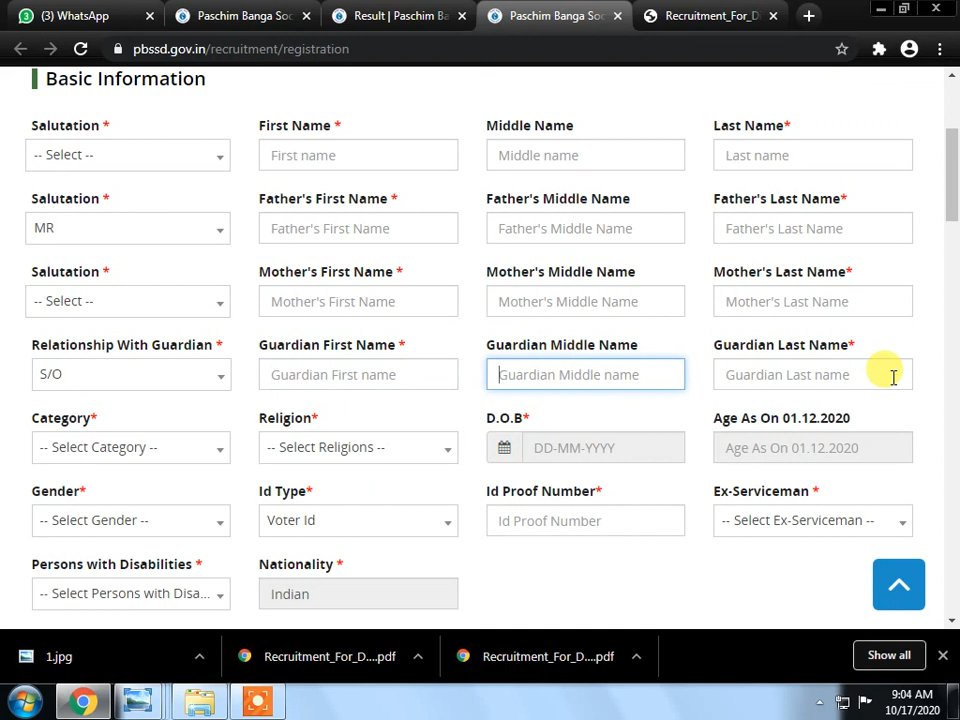 (3) WhatsApp
Paschim Banga Soc
Result | Paschim Ba
Paschim Banga Soc
Recruitment_For_D
pbssd.gov.in/recruitment/registration
Basic Information
Salutation * First Name * Middle Name Last Name*
-- Select -- First name Middle name Last name
Salutation * Father's First Name * Father's Middle Name Father's Last Name*
MR Father's First Name Father's Middle Name Father's Last Name
Salutation * Mother's First Name * Mother's Middle Name Mother's Last Name*
-- Select -- Mother's First Name Mother's Middle Name Mother's Last Name
Relationship With Guardian * Guardian First Name * Guardian Middle Name Guardian Last Name*
S/O Guardian First name Guardian Middle name Guardian Last name
Category* Religion* D.O.B* Age As On 01.12.2020
-- Select Category -- -- Select Religions -- DD-MM-YYYY Age As On 01.12.2020
Gender* Id Type* Id Proof Number* Ex-Serviceman *
-- Select Gender -- Voter Id Id Proof Number -- Select Ex-Serviceman --
Persons with Disabilities * Nationality *
-- Select Persons with Disa... Indian
1.jpg Recruitment_For_D....pdf Recruitment_For_D....pdf Show all
9:04 AM
10/17/2020